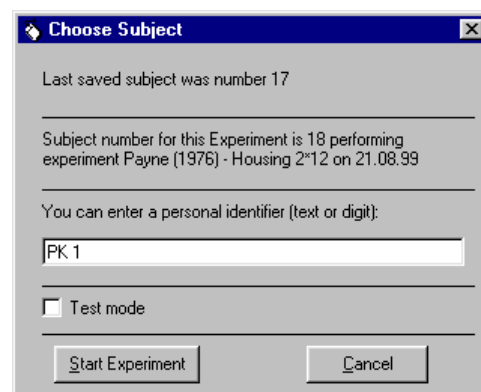 Choose Subject
Last saved subject was number 17
Subject number for this Experiment is 18 performing
experiment Payne (1976) - Housing 2*12 on 21.08.99
You can enter a personal identifier (text or digit):
PK 1
Test mode
Start Experiment
Cancel